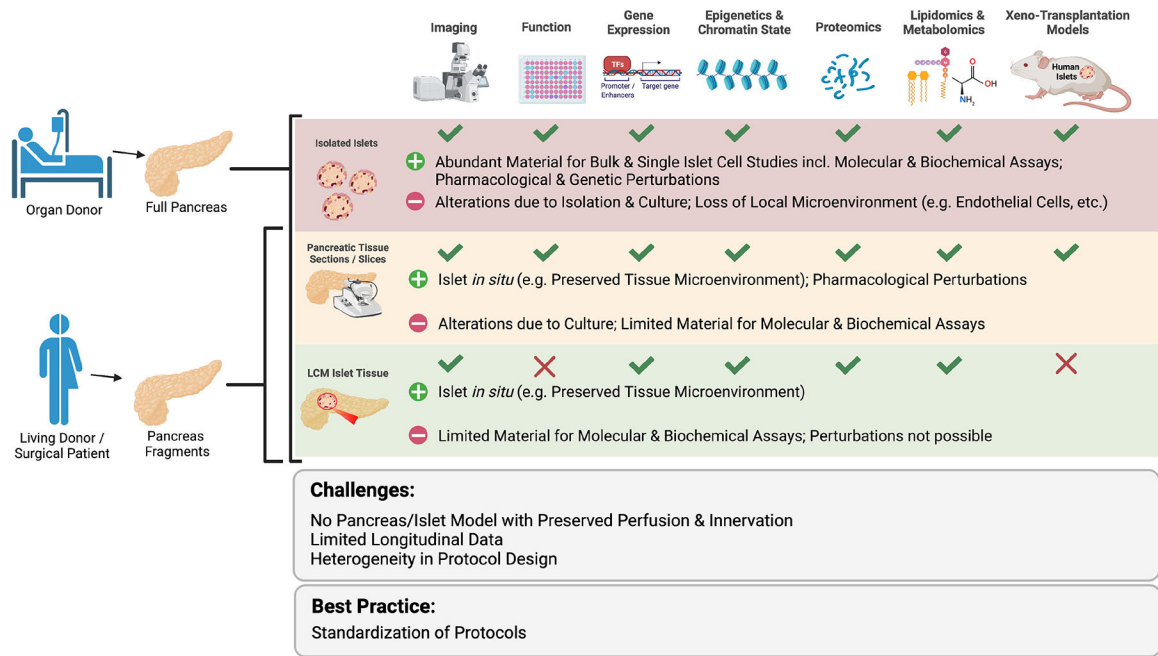 Imaging
Function
Gene
Expression
Epigenetics &
Chromatin State
Proteomics
Lipidomics &
Metabolomics
Xeno-Transplantation
Models
TFs
Promoter /
Enhancers
Target gene
N
H
O
OH
NH₂
Human
Islets
Organ Donor
Full Pancreas
Isolated Islets
Abundant Material for Bulk & Single Islet Cell Studies incl. Molecular & Biochemical Assays;
Pharmacological & Genetic Perturbations
Alterations due to Isolation & Culture; Loss of Local Microenvironment (e.g. Endothelial Cells, etc.)
Pancreatic Tissue
Sections / Slices
Islet in situ (e.g. Preserved Tissue Microenvironment); Pharmacological Perturbations
Alterations due to Culture; Limited Material for Molecular & Biochemical Assays
Living Donor /
Surgical Patient
Pancreas
Fragments
LCM Islet Tissue
Islet in situ (e.g. Preserved Tissue Microenvironment)
Limited Material for Molecular & Biochemical Assays; Perturbations not possible
Challenges:
No Pancreas/Islet Model with Preserved Perfusion & Innervation
Limited Longitudinal Data
Heterogeneity in Protocol Design
Best Practice:
Standardization of Protocols